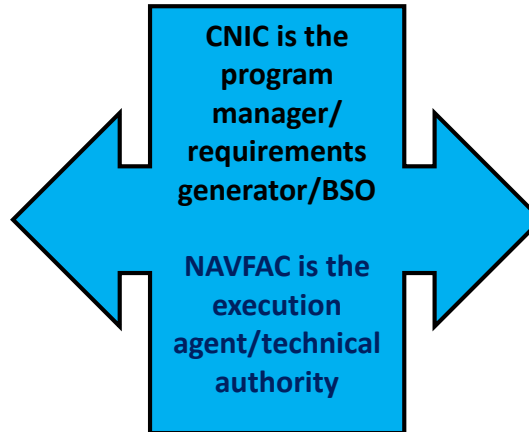 CNIC is the
program
manager/
requirements
generator/BSO
NAVFAC is the
execution
agent/technical
authority